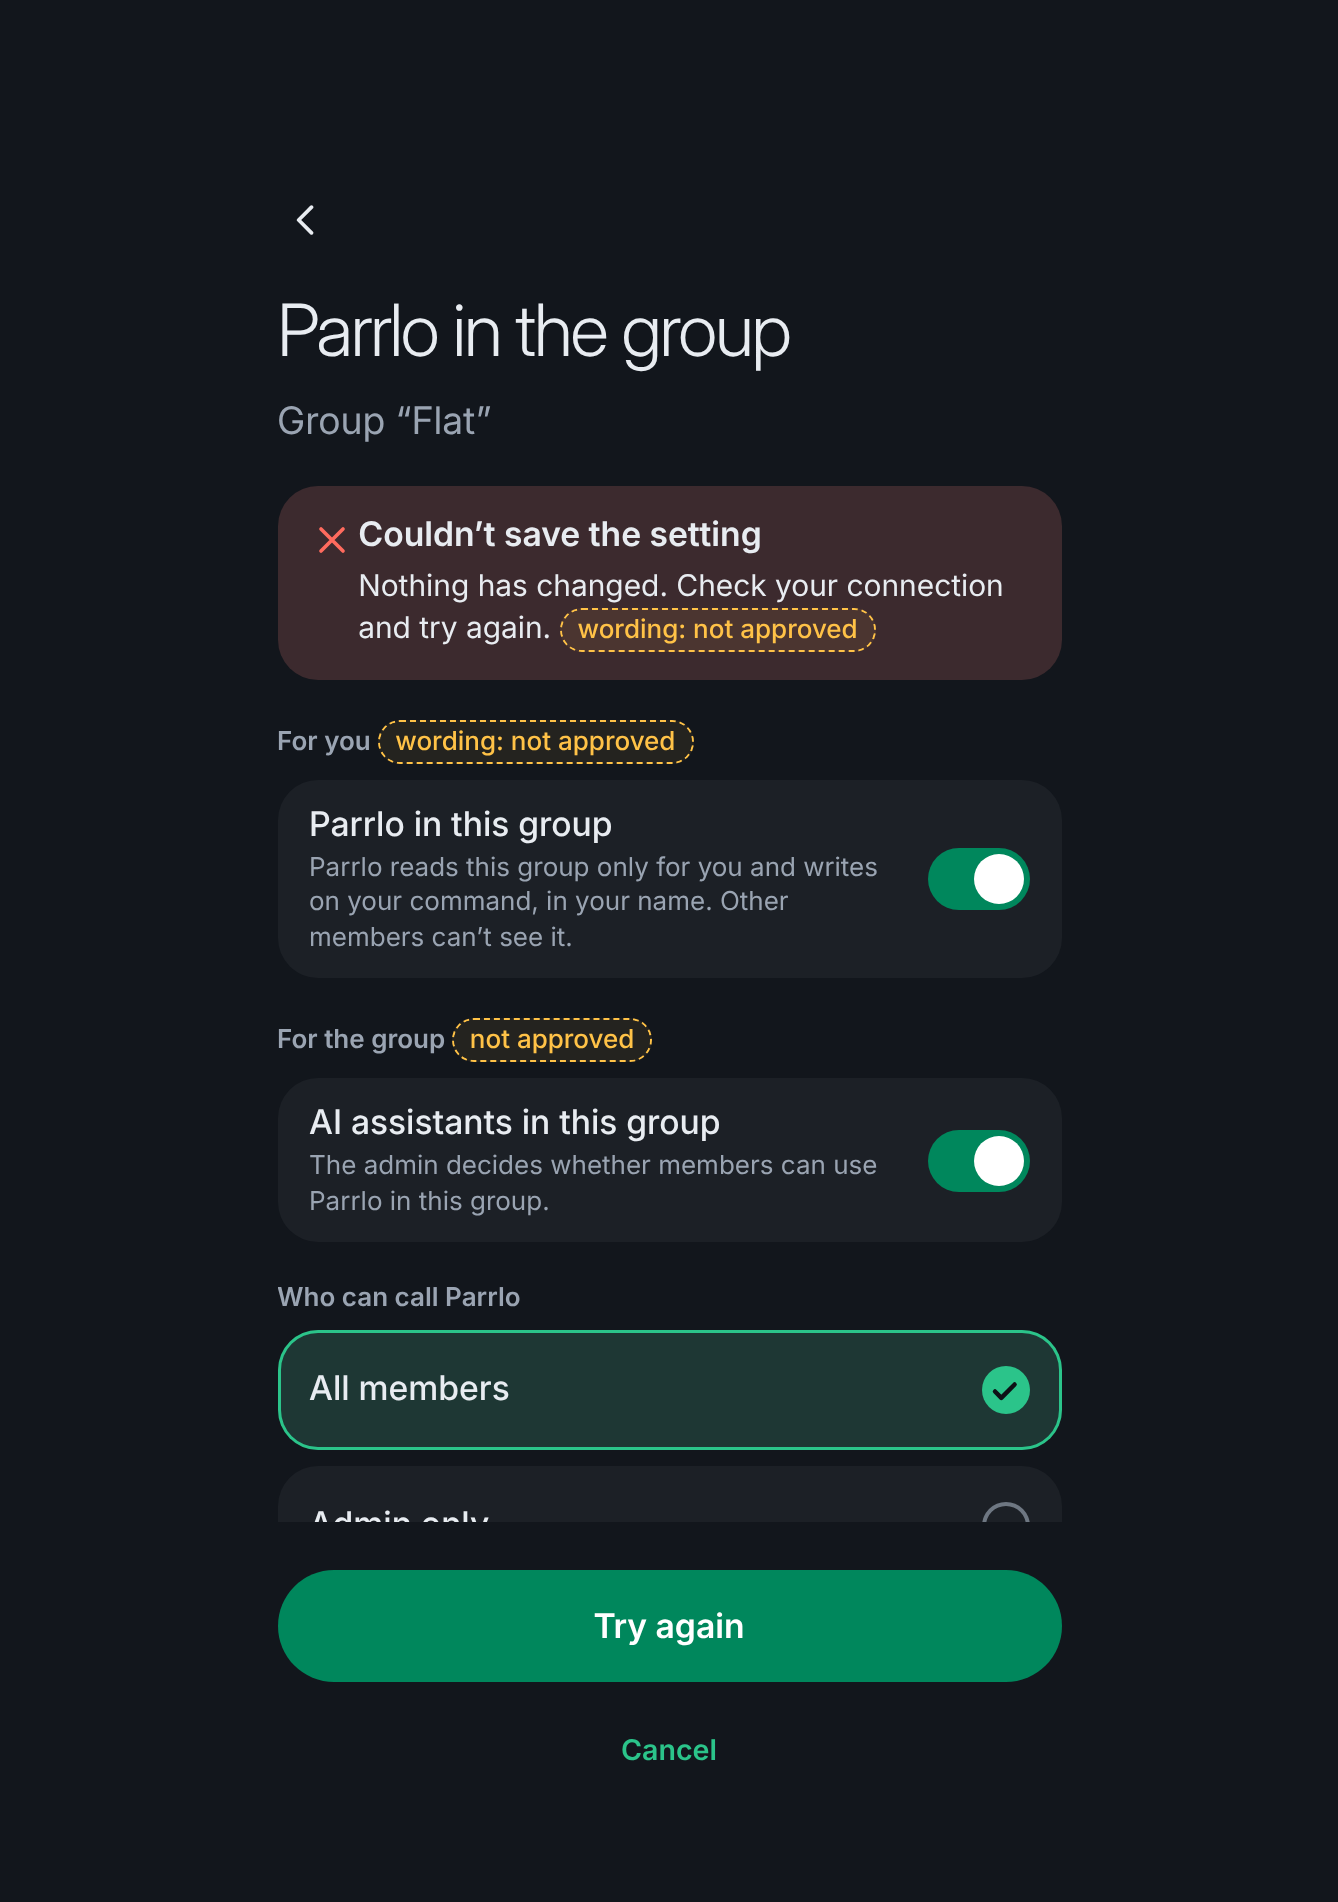 Parrlo in the group
Group “Flat”
Couldn’t save the setting
Nothing has changed. Check your connection
and try again. wording: not approved
For you wording: not approved
Parrlo in this group
Parrlo reads this group only for you and writes
on your command, in your name. Other
members can’t see it.
For the group not approved
AI assistants in this group
The admin decides whether members can use
Parrlo in this group.
Who can call Parrlo
All members
Admin only
Try again
Cancel